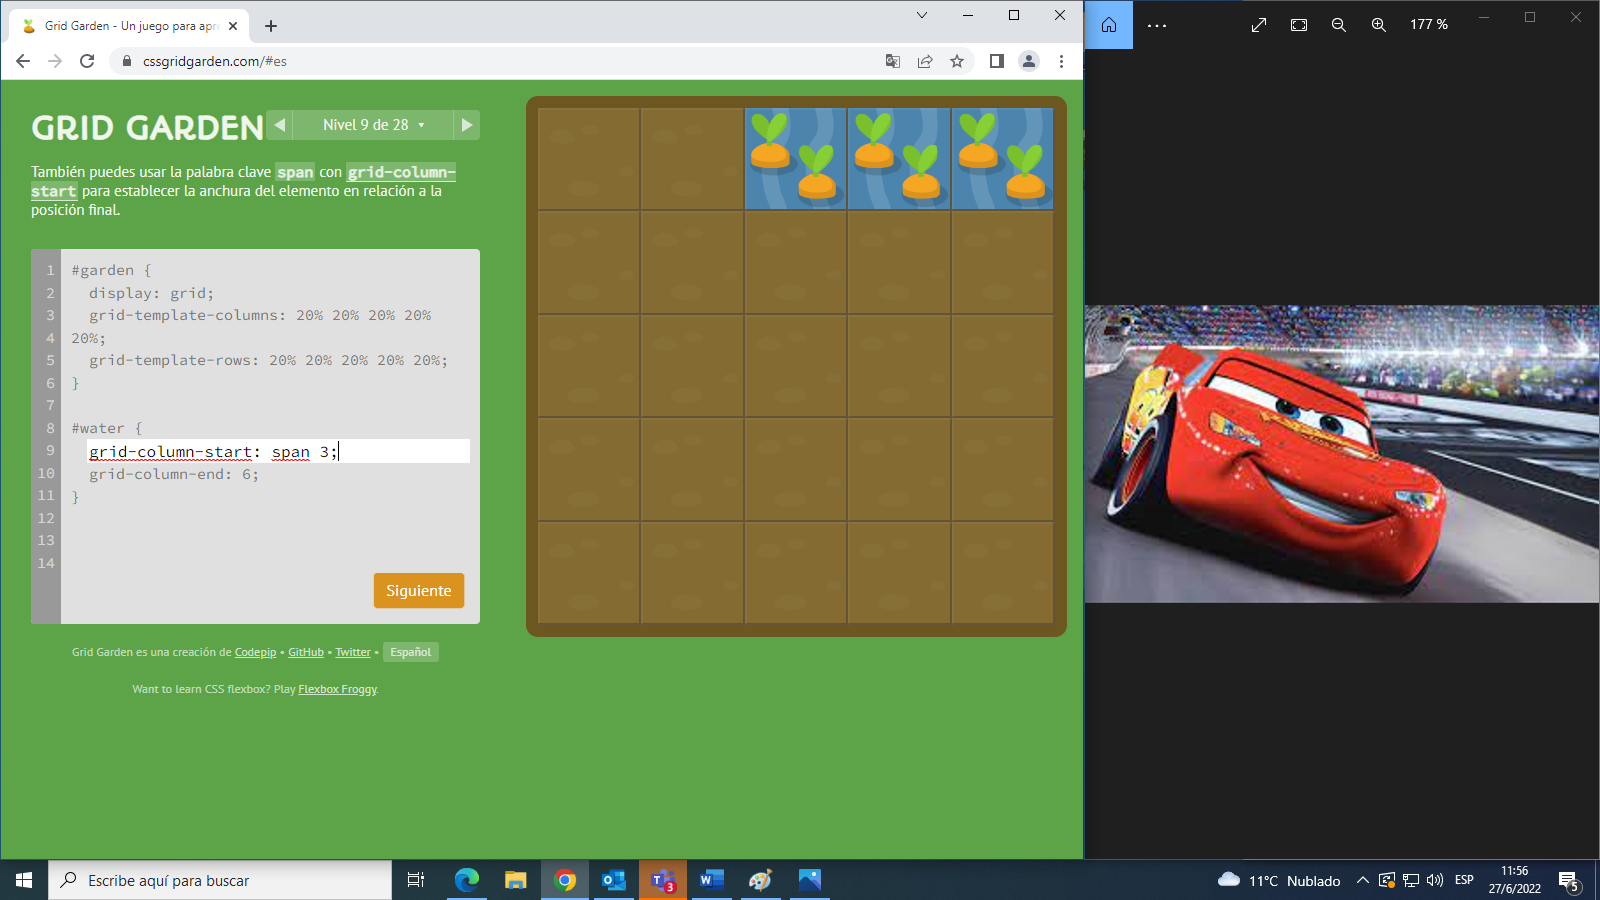 Grid Garden - Un juego para apre
cssgridgarden.com/#es
177 %
GRID GARDEN
Nivel 9 de 28
También puedes usar la palabra clave span con grid-column-
start para establecer la anchura del elemento en relación a la
posición final.
1 #garden {
2 display: grid;
3 grid-template-columns: 20% 20% 20% 20%
4 20%;
5 grid-template-rows: 20% 20% 20% 20% 20%;
6 }
7
8 #water {
9 grid-column-start: span 3;
10 grid-column-end: 6;
11 }
12
13
14
Siguiente
Grid Garden es una creación de Codepip • GitHub • Twitter • Español
Want to learn CSS flexbox? Play Flexbox Froggy.
Escribe aquí para buscar
3
11°C Nublado
ESP
11:56
27/6/2022
5